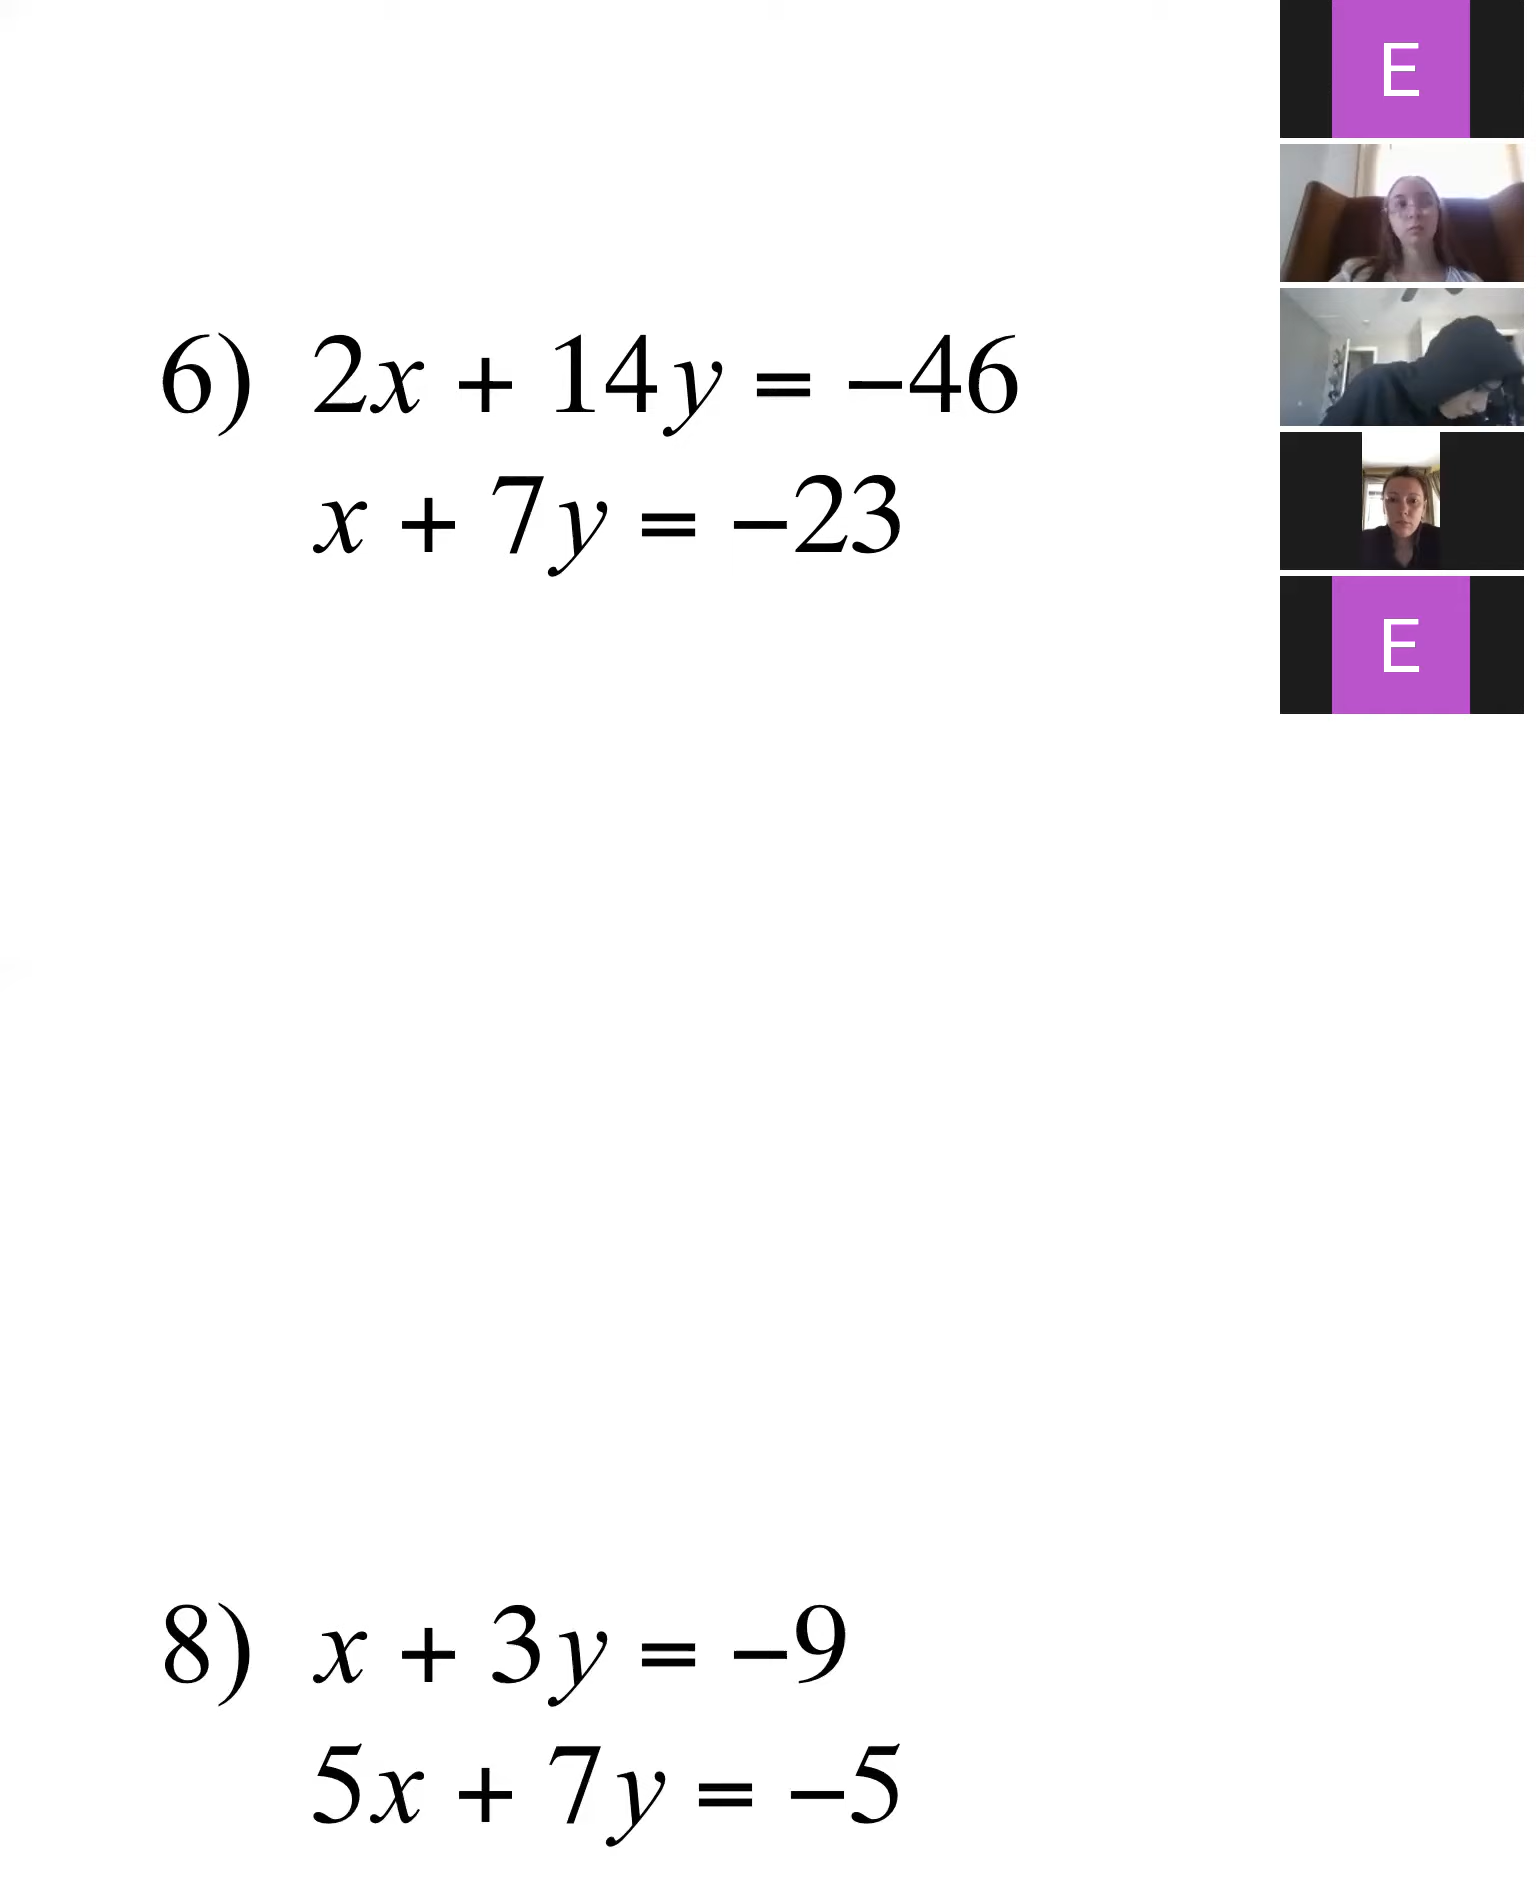 E
6) 2x + 14y = −46
x + 7y = −23
E
8) x + 3y = −9
5x + 7y = −5